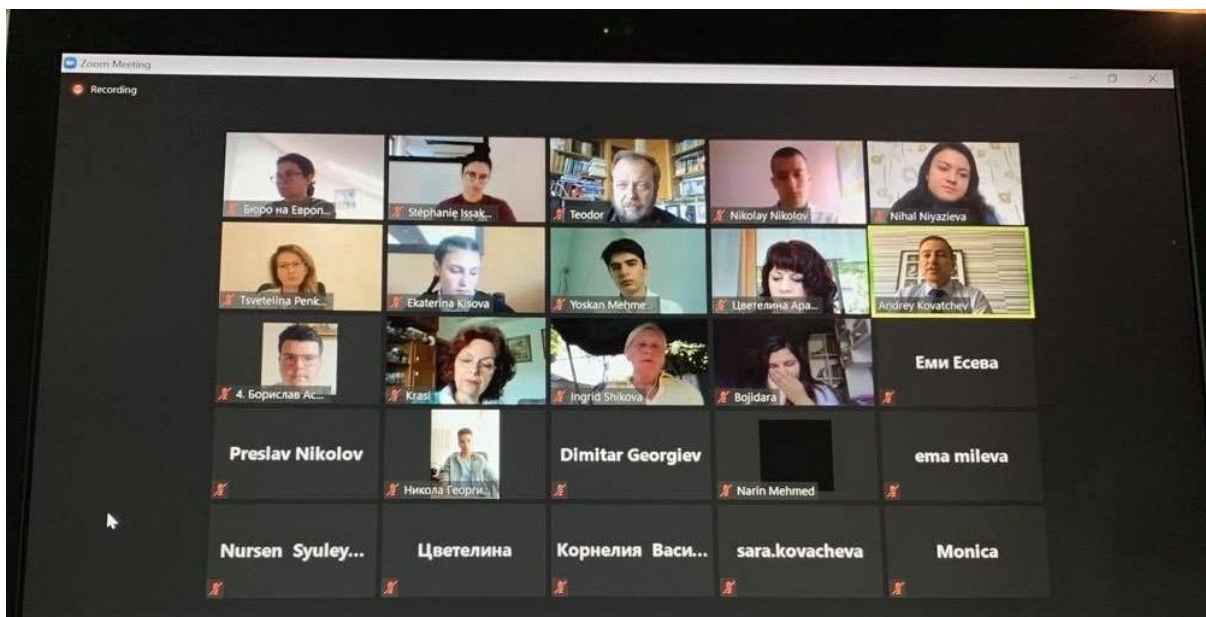 Zoom Meeting
Recording
Бюро на Европ...
Stéphanie Issak...
Teodor
Nikolay Nikolov
Nihal Niyazieva
Tsvetelina Penk...
Ekaterina Kisova
Yoskan Mehme...
Цветелина Ара...
Andrey Kovatchev
4. Борислав Ас...
Krasi
Ingrid Shikova
Bojidara
Еми Есева
Preslav Nikolov
Никола Георги...
Dimitar Georgiev
Narin Mehmed
ema mileva
Nursen Syuley...
Цветелина
Корнелия Васи...
sara.kovacheva
Monica